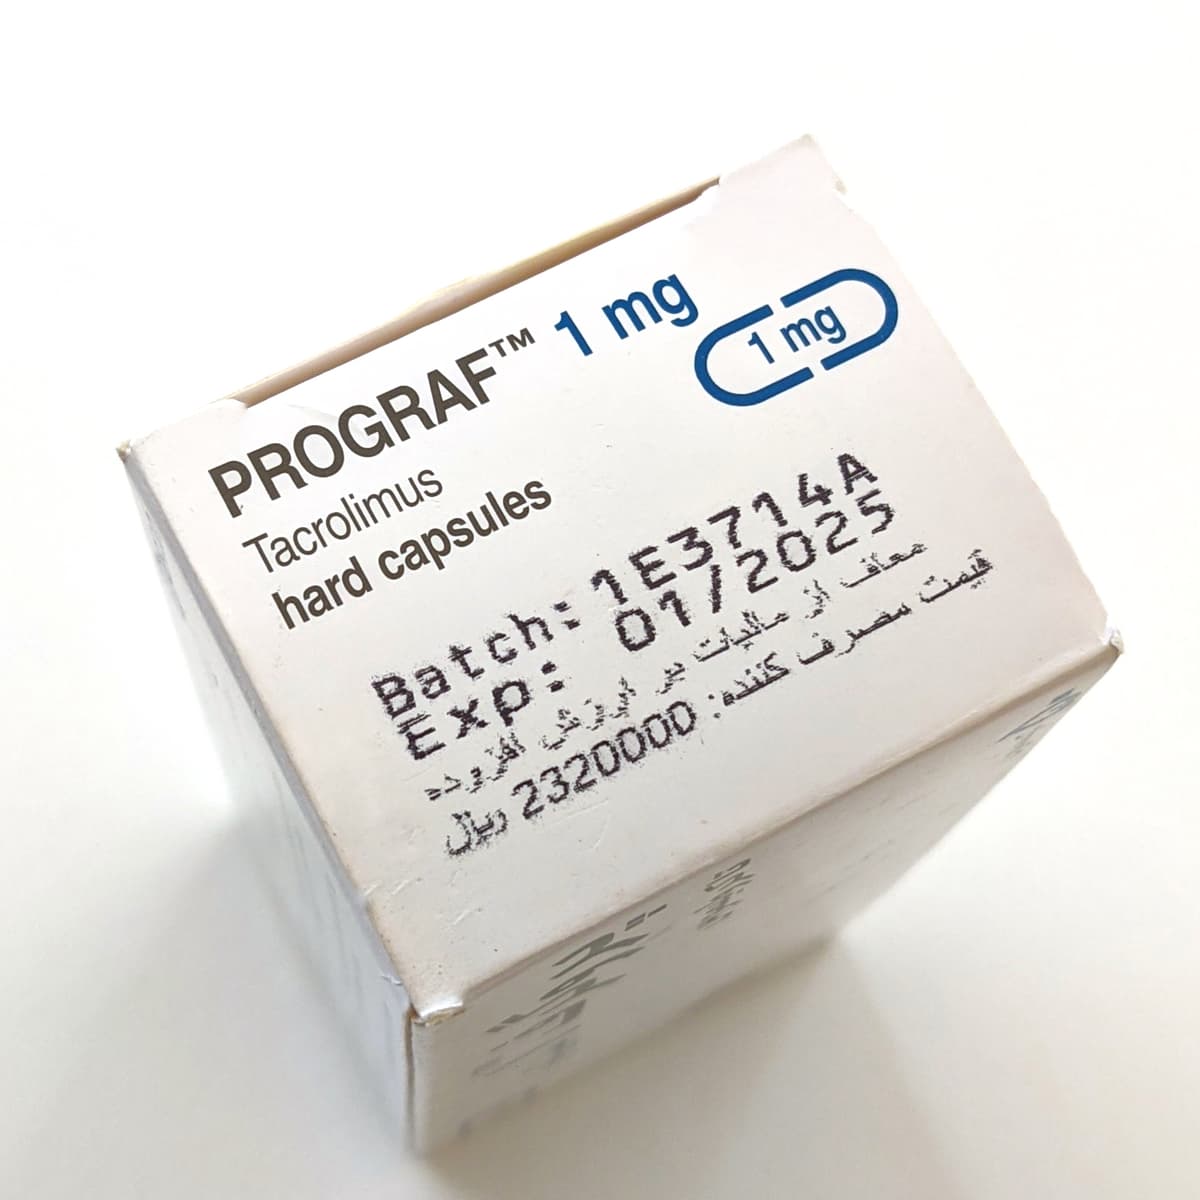 PROGRAF™ 1 mg
1 mg
Tacrolimus
hard capsules
Batch: 1E3714A
Exp: 01/2025
معاف از مالیات بر ارزش افزوده
قیمت مصرف کننده: 2320000 ریال